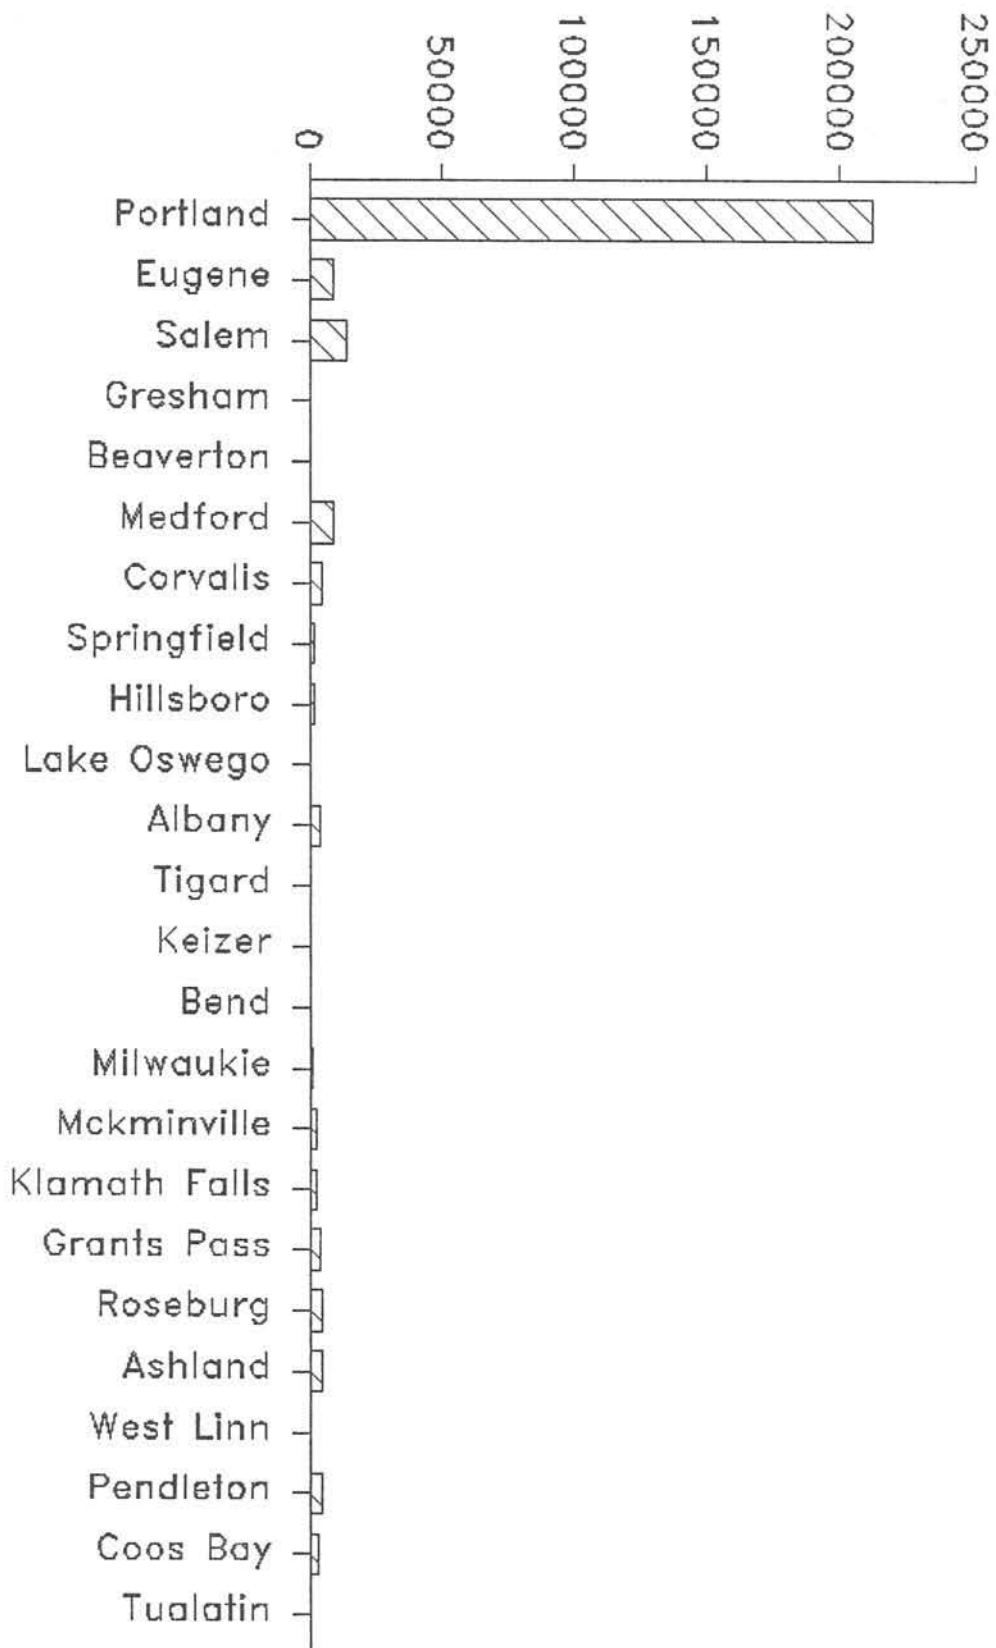 250000
200000
150000
100000
50000
0
Portland
Eugene
Salem
Gresham
Beaverton
Medford
Corvalis
Springfield
Hillsboro
Lake Oswego
Albany
Tigard
Keizer
Bend
Milwaukie
Mckminville
Klamath Falls
Grants Pass
Roseburg
Ashland
West Linn
Pendleton
Coos Bay
Tualatin